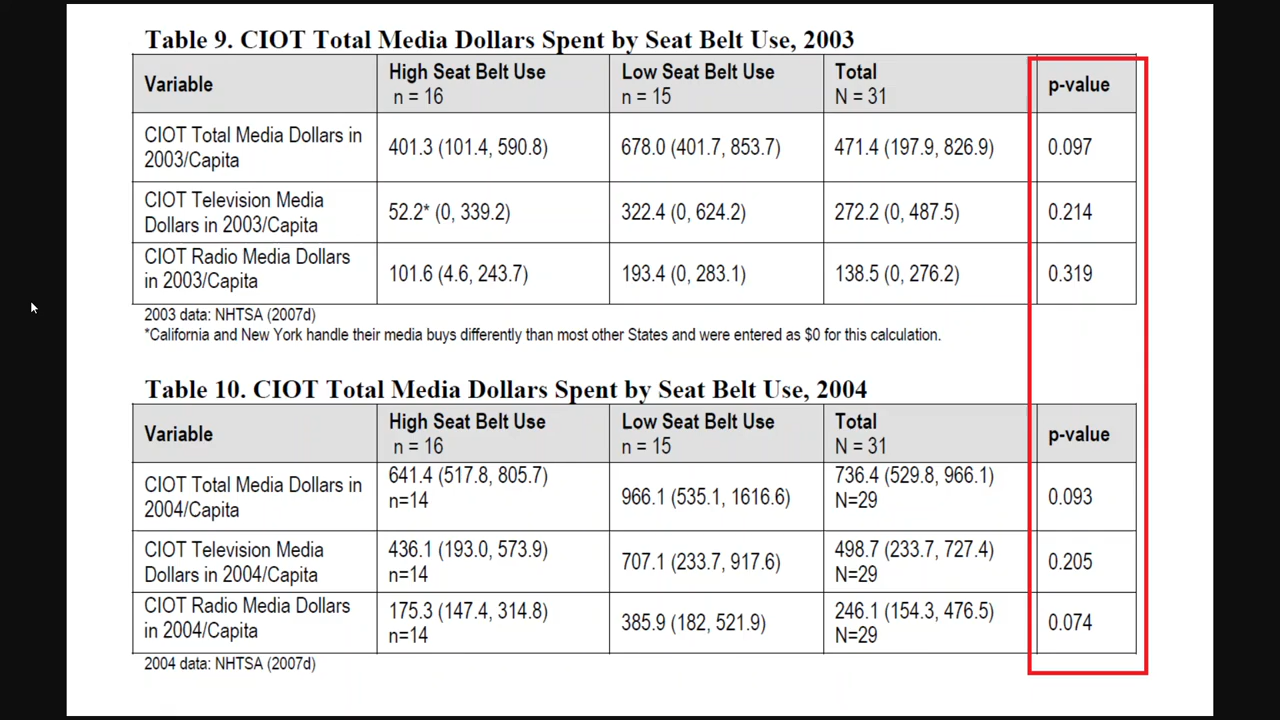 Table 9. CIOT Total Media Dollars Spent by Seat Belt Use, 2003
Variable
High Seat Belt Use
n = 16
Low Seat Belt Use
n = 15
Total
N = 31
p-value
CIOT Total Media Dollars in
2003/Capita
401.3 (101.4, 590.8)
678.0 (401.7, 853.7)
471.4 (197.9, 826.9)
0.097
CIOT Television Media
Dollars in 2003/Capita
52.2* (0, 339.2)
322.4 (0, 624.2)
272.2 (0, 487.5)
0.214
CIOT Radio Media Dollars
in 2003/Capita
101.6 (4.6, 243.7)
193.4 (0, 283.1)
138.5 (0, 276.2)
0.319
2003 data: NHTSA (2007d)
*California and New York handle their media buys differently than most other States and were entered as $0 for this calculation.
Table 10. CIOT Total Media Dollars Spent by Seat Belt Use, 2004
Variable
High Seat Belt Use
n = 16
Low Seat Belt Use
n = 15
Total
N = 31
p-value
CIOT Total Media Dollars in
2004/Capita
641.4 (517.8, 805.7)
n=14
966.1 (535.1, 1616.6)
736.4 (529.8, 966.1)
N=29
0.093
CIOT Television Media
Dollars in 2004/Capita
436.1 (193.0, 573.9)
n=14
707.1 (233.7, 917.6)
498.7 (233.7, 727.4)
N=29
0.205
CIOT Radio Media Dollars
in 2004/Capita
175.3 (147.4, 314.8)
n=14
385.9 (182, 521.9)
246.1 (154.3, 476.5)
N=29
0.074
2004 data: NHTSA (2007d)